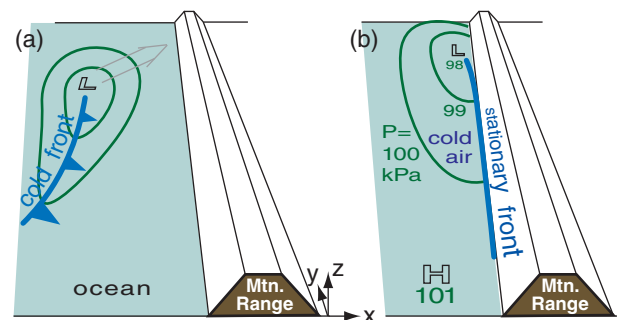 (a)
L
cold front
ocean
Mtn.
Range
y
z
x
(b)
L
98
99
P=
100
kPa
cold
air
stationary front
H
101
Mtn.
Range